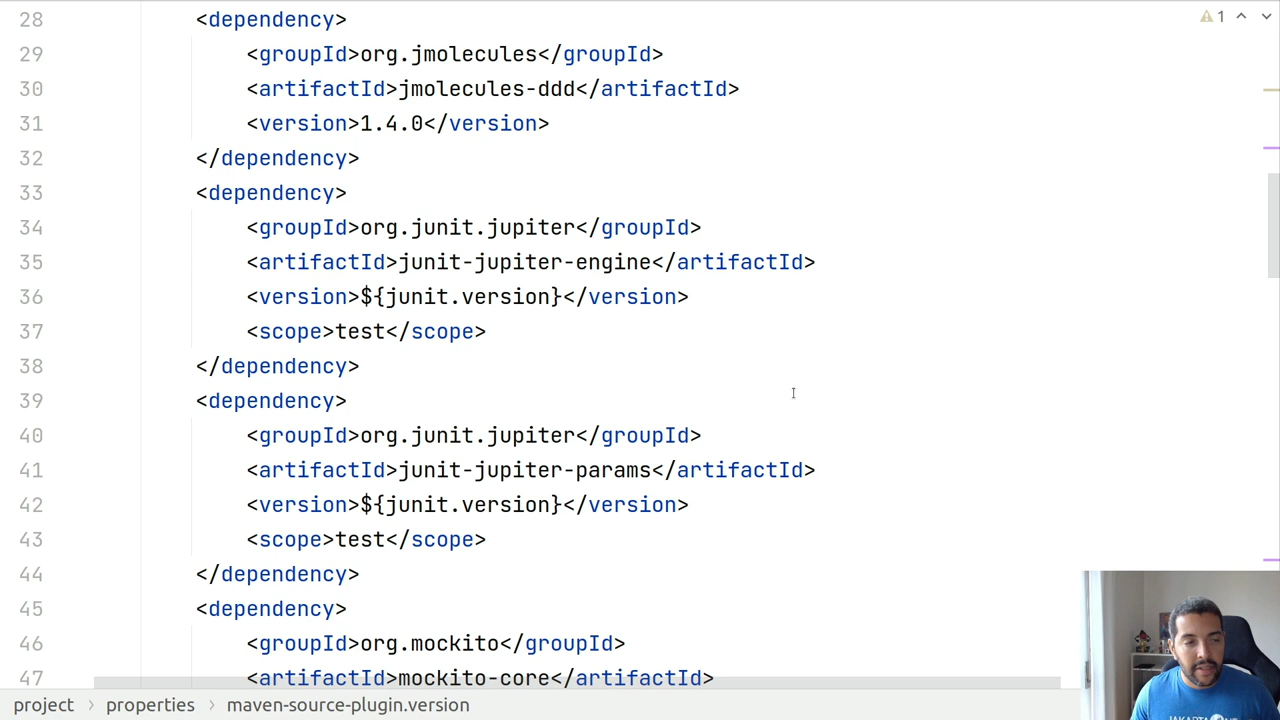 28 <dependency>
29 <groupId>org.jmolecules</groupId>
30 <artifactId>jmolecules-ddd</artifactId>
31 <version>1.4.0</version>
32 </dependency>
33 <dependency>
34 <groupId>org.junit.jupiter</groupId>
35 <artifactId>junit-jupiter-engine</artifactId>
36 <version>${junit.version}</version>
37 <scope>test</scope>
38 </dependency>
39 <dependency>
40 <groupId>org.junit.jupiter</groupId>
41 <artifactId>junit-jupiter-params</artifactId>
42 <version>${junit.version}</version>
43 <scope>test</scope>
44 </dependency>
45 <dependency>
46 <groupId>org.mockito</groupId>
47 <artifactId>mockito-core</artifactId>
1
project > properties > maven-source-plugin.version